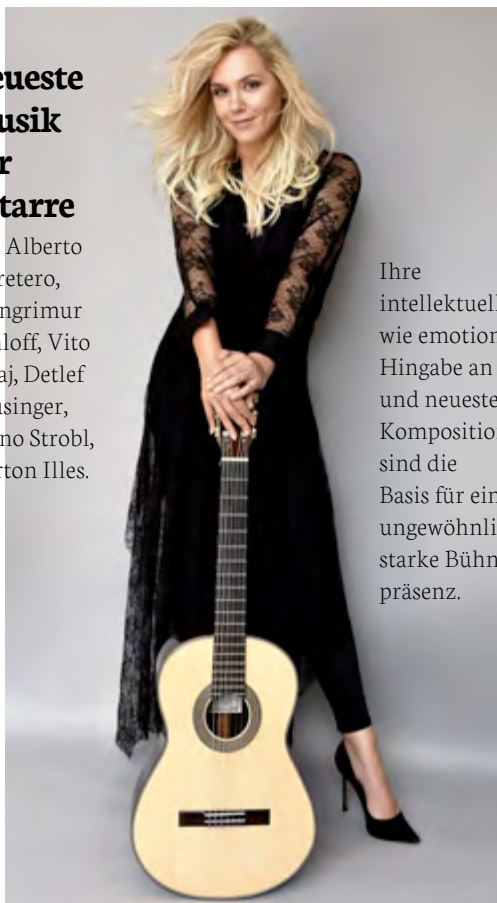 eueste
usik
r
tarre
Alberto
retero,
ngrimur
loff, Vito
aj, Detlef
singer,
no Strobl,
rton Illes.
Ihre
intellektuell
wie emotion
Hingabe an
und neueste
Komposition
sind die
Basis für ein
ungewöhnli
starke Bühn
präsenz.